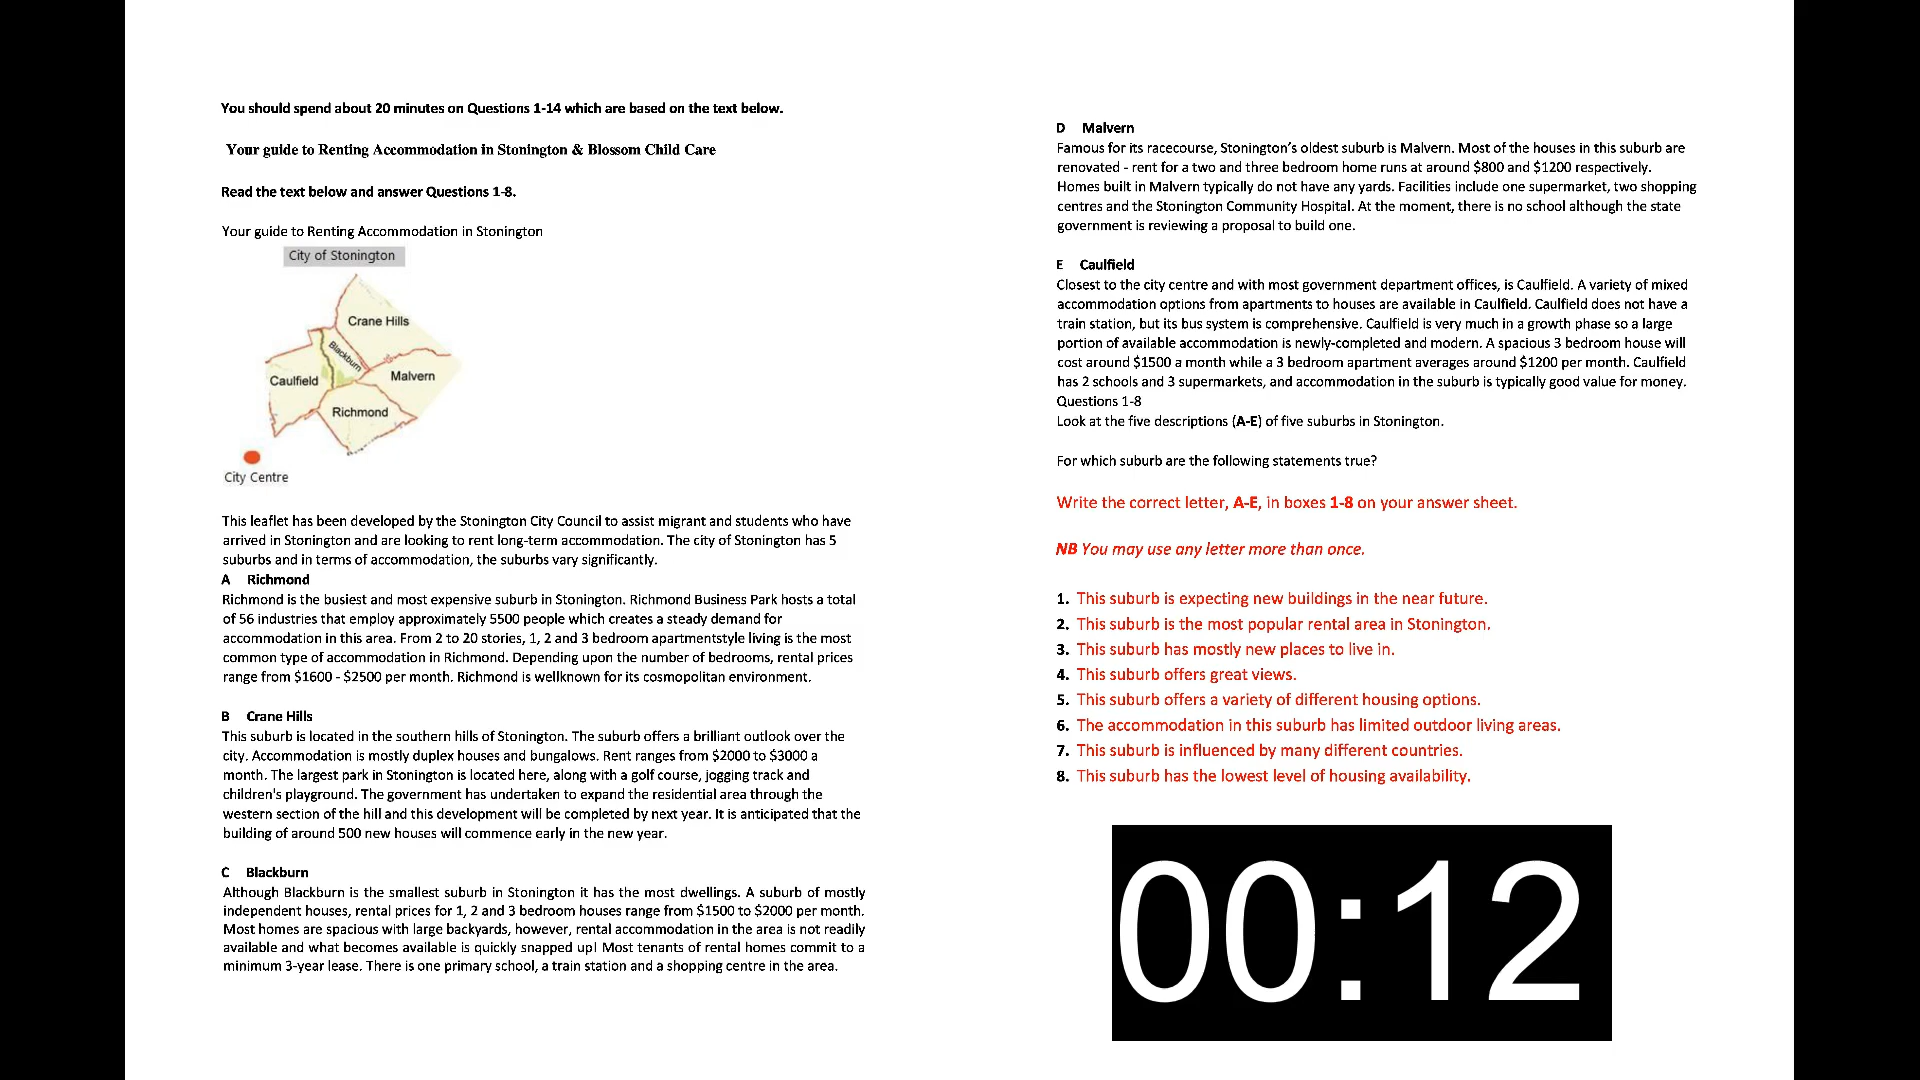 You should spend about 20 minutes on Questions 1-14 which are based on the text below.
Your guide to Renting Accommodation in Stonington & Blossom Child Care
Read the text below and answer Questions 1-8.
Your guide to Renting Accommodation in Stonington
City of Stonington
Crane Hills
Blackburn
Caulfield
Malvern
Richmond
City Centre
This leaflet has been developed by the Stonington City Council to assist migrant and students who have
arrived in Stonington and are looking to rent long-term accommodation. The city of Stonington has 5
suburbs and in terms of accommodation, the suburbs vary significantly.
A Richmond
Richmond is the busiest and most expensive suburb in Stonington. Richmond Business Park hosts a total
of 56 industries that employ approximately 5500 people which creates a steady demand for
accommodation in this area. From 2 to 20 stories, 1, 2 and 3 bedroom apartmentstyle living is the most
common type of accommodation in Richmond. Depending upon the number of bedrooms, rental prices
range from $1600 - $2500 per month. Richmond is wellknown for its cosmopolitan environment.
B Crane Hills
This suburb is located in the southern hills of Stonington. The suburb offers a brilliant outlook over the
city. Accommodation is mostly duplex houses and bungalows. Rent ranges from $2000 to $3000 a
month. The largest park in Stonington is located here, along with a golf course, jogging track and
children's playground. The government has undertaken to expand the residential area through the
western section of the hill and this development will be completed by next year. It is anticipated that the
building of around 500 new houses will commence early in the new year.
C Blackburn
Although Blackburn is the smallest suburb in Stonington it has the most dwellings. A suburb of mostly
independent houses, rental prices for 1, 2 and 3 bedroom houses range from $1500 to $2000 per month.
Most homes are spacious with large backyards, however, rental accommodation in the area is not readily
available and what becomes available is quickly snapped up! Most tenants of rental homes commit to a
minimum 3-year lease. There is one primary school, a train station and a shopping centre in the area.
D Malvern
Famous for its racecourse, Stonington's oldest suburb is Malvern. Most of the houses in this suburb are
renovated - rent for a two and three bedroom home runs at around $800 and $1200 respectively.
Homes built in Malvern typically do not have any yards. Facilities include one supermarket, two shopping
centres and the Stonington Community Hospital. At the moment, there is no school although the state
government is reviewing a proposal to build one.
E Caulfield
Closest to the city centre and with most government department offices, is Caulfield. A variety of mixed
accommodation options from apartments to houses are available in Caulfield. Caulfield does not have a
train station, but its bus system is comprehensive. Caulfield is very much in a growth phase so a large
portion of available accommodation is newly-completed and modern. A spacious 3 bedroom house will
cost around $1500 a month while a 3 bedroom apartment averages around $1200 per month. Caulfield
has 2 schools and 3 supermarkets, and accommodation in the suburb is typically good value for money.
Questions 1-8
Look at the five descriptions (A-E) of five suburbs in Stonington.
For which suburb are the following statements true?
Write the correct letter, A-E, in boxes 1-8 on your answer sheet.
NB You may use any letter more than once.
1. This suburb is expecting new buildings in the near future.
2. This suburb is the most popular rental area in Stonington.
3. This suburb has mostly new places to live in.
4. This suburb offers great views.
5. This suburb offers a variety of different housing options.
6. The accommodation in this suburb has limited outdoor living areas.
7. This suburb is influenced by many different countries.
8. This suburb has the lowest level of housing availability.
00:12